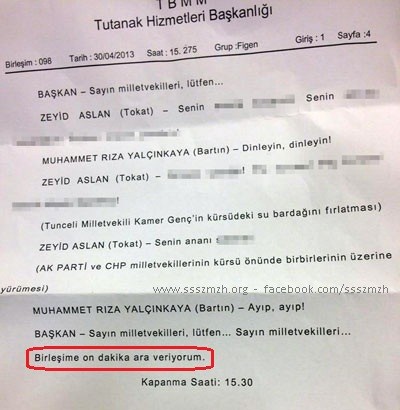 T B M M
Tutanak Hizmetleri Başkanlığı
Birleşim : 098 Tarih : 30/04/2013 Saat : 15. 275 Grup :Figen Giriş : 1 Sayfa :4
BAŞKAN – Sayın milletvekilleri, lütfen…
ZEYİD ASLAN (Tokat) – Senin Senin
MUHAMMET RIZA YALÇINKAYA (Bartın) – Dinleyin, dinleyin!
ZEYİD ASLAN (Tokat) –
(Tunceli Milletvekili Kamer Genç'in kürsüdeki su bardağını fırlatması)
ZEYİD ASLAN (Tokat) – Senin ananı
(AK PARTİ ve CHP milletvekillerinin kürsü önünde birbirlerinin üzerine
yürümesi)
www.ssszmzh.org - facebook.com/ssszmzh
MUHAMMET RIZA YALÇINKAYA (Bartın) – Ayıp, ayıp!
BAŞKAN – Sayın milletvekilleri, lütfen… Sayın milletvekilleri…
Birleşime on dakika ara veriyorum.
Kapanma Saati: 15.30